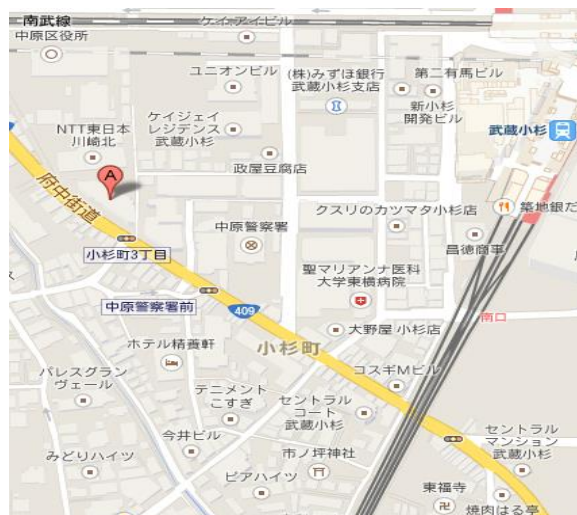 ケイアイビル
南武線
中原区役所
ユニオンビル
(株)みずほ銀行
武蔵小杉支店
第二有馬ビル
ケイジェイ
レジデンス
武蔵小杉
新小杉
開発ビル
武蔵小杉
409
NTT東日本
川崎北
政屋豆腐店
A
府中街道
築地銀だ
クスリのカツマタ小杉店
中原警察署
小杉町3丁目
昌徳商事
聖マリアンナ医科
大学東横病院
中原警察署前
409
南口
大野屋 小杉店
ホテル精養軒
小杉町
コスギMビル
パレスグラン
ヴェール
テニメント
こすぎ
セントラル
コート
武蔵小杉
今井ビル
セントラル
マンション
武蔵小杉
みどりハイツ
市ノ坪神社
ピアハイツ
東福寺
焼肉はる亭